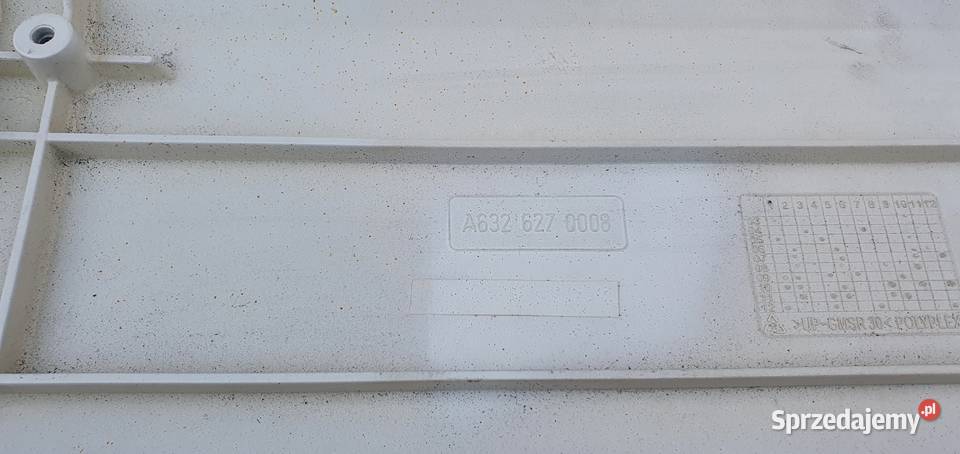 A632 627 0008
1 2 3 4 5 6 7 8 9 10 11 12
>UP-GMSR 30< POLYPLEX
Sprzedajemy.pl